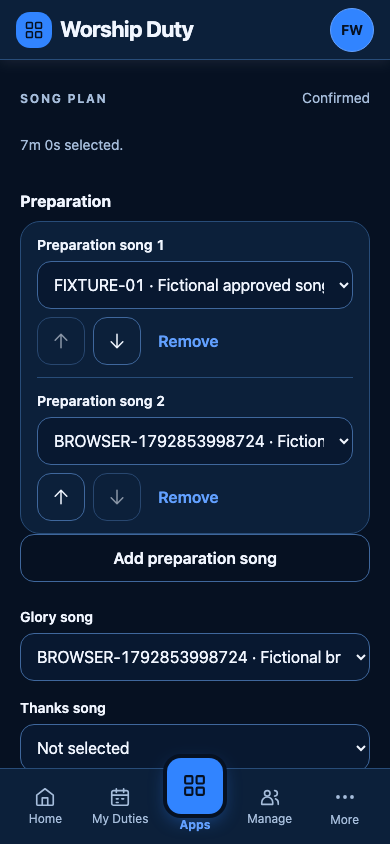 Worship Duty
FW
SONG PLAN
Confirmed
7m 0s selected.
Preparation
Preparation song 1
FIXTURE-01 · Fictional approved song
Remove
Preparation song 2
BROWSER-1792853998724 · Fiction
Remove
Add preparation song
Glory song
BROWSER-1792853998724 · Fictional br
Thanks song
Not selected
Home
My Duties
Apps
Manage
More